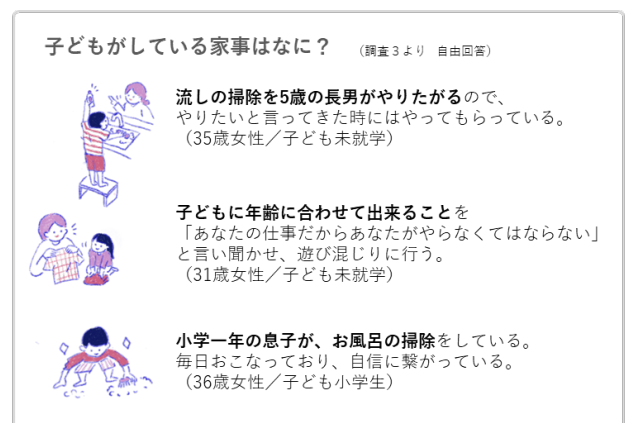 子どもがしている家事はなに？ （調査３より 自由回答）
流しの掃除を5歳の長男がやりたがるので、
やりたいと言ってきた時にはやってもらっている。
（35歳女性／子ども未就学）
子どもに年齢に合わせて出来ることを
「あなたの仕事だからあなたがやらなくてはならない」
と言い聞かせ、遊び混じりに行う。
（31歳女性／子ども未就学）
小学一年の息子が、お風呂の掃除をしている。
毎日おこなっており、自信に繋がっている。
（36歳女性／子ども小学生）